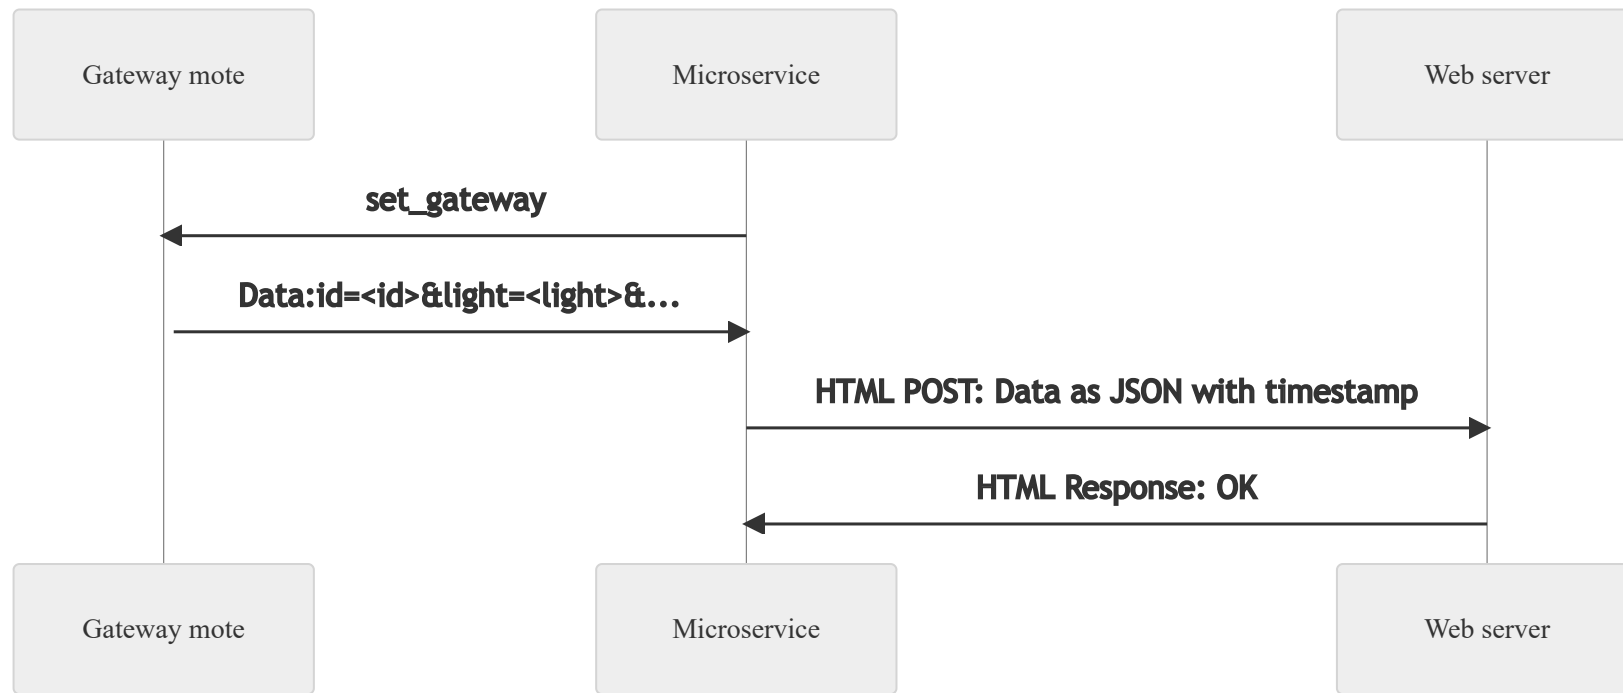 Gateway mote
Microservice
Web server
set_gateway
Data:id=<id>&light=<light>&...
HTML POST: Data as JSON with timestamp
HTML Response: OK
Gateway mote
Microservice
Web server